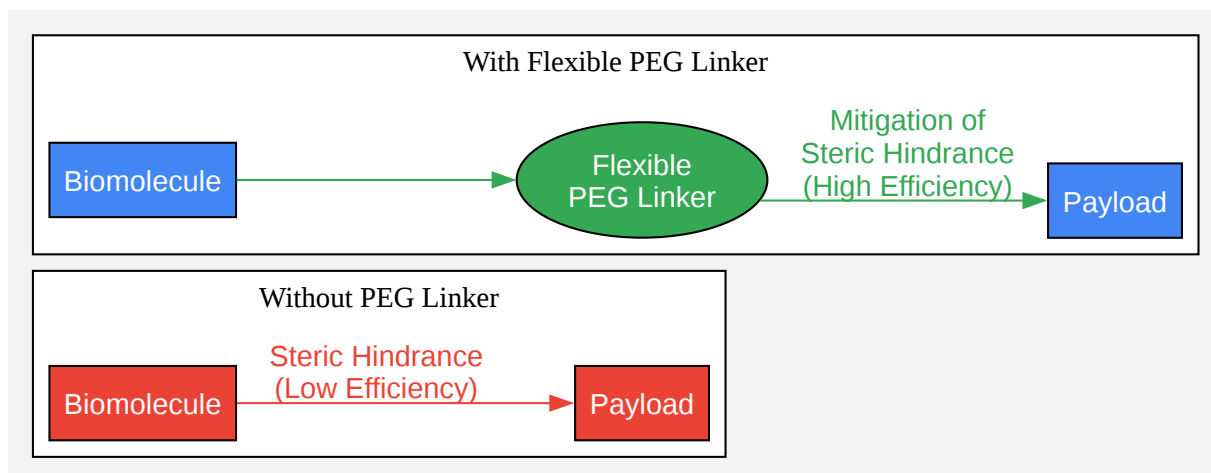 With Flexible PEG Linker
Biomolecule
Flexible
PEG Linker
Mitigation of
Steric Hindrance
(High Efficiency)
Payload
Without PEG Linker
Biomolecule
Steric Hindrance
(Low Efficiency)
Payload